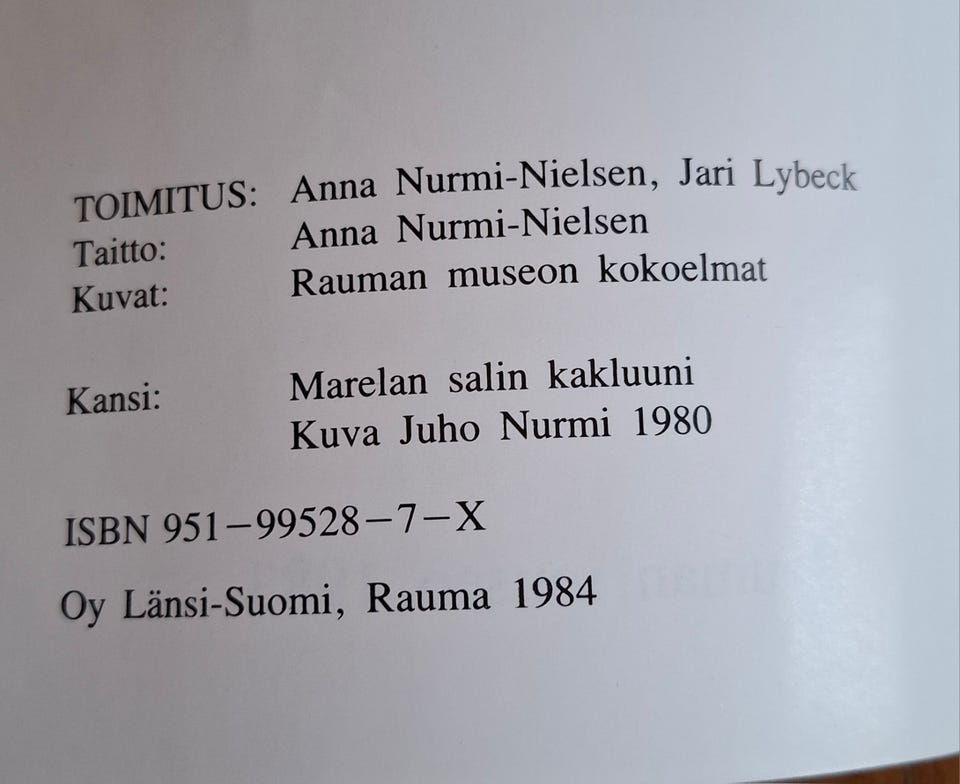 TOIMITUS: Anna Nurmi-Nielsen, Jari Lybeck
Taitto: Anna Nurmi-Nielsen
Kuvat: Rauman museon kokoelmat
Kansi: Marelan salin kakluuni
Kuva Juho Nurmi 1980
ISBN 951–99528–7–X
Oy Länsi-Suomi, Rauma 1984